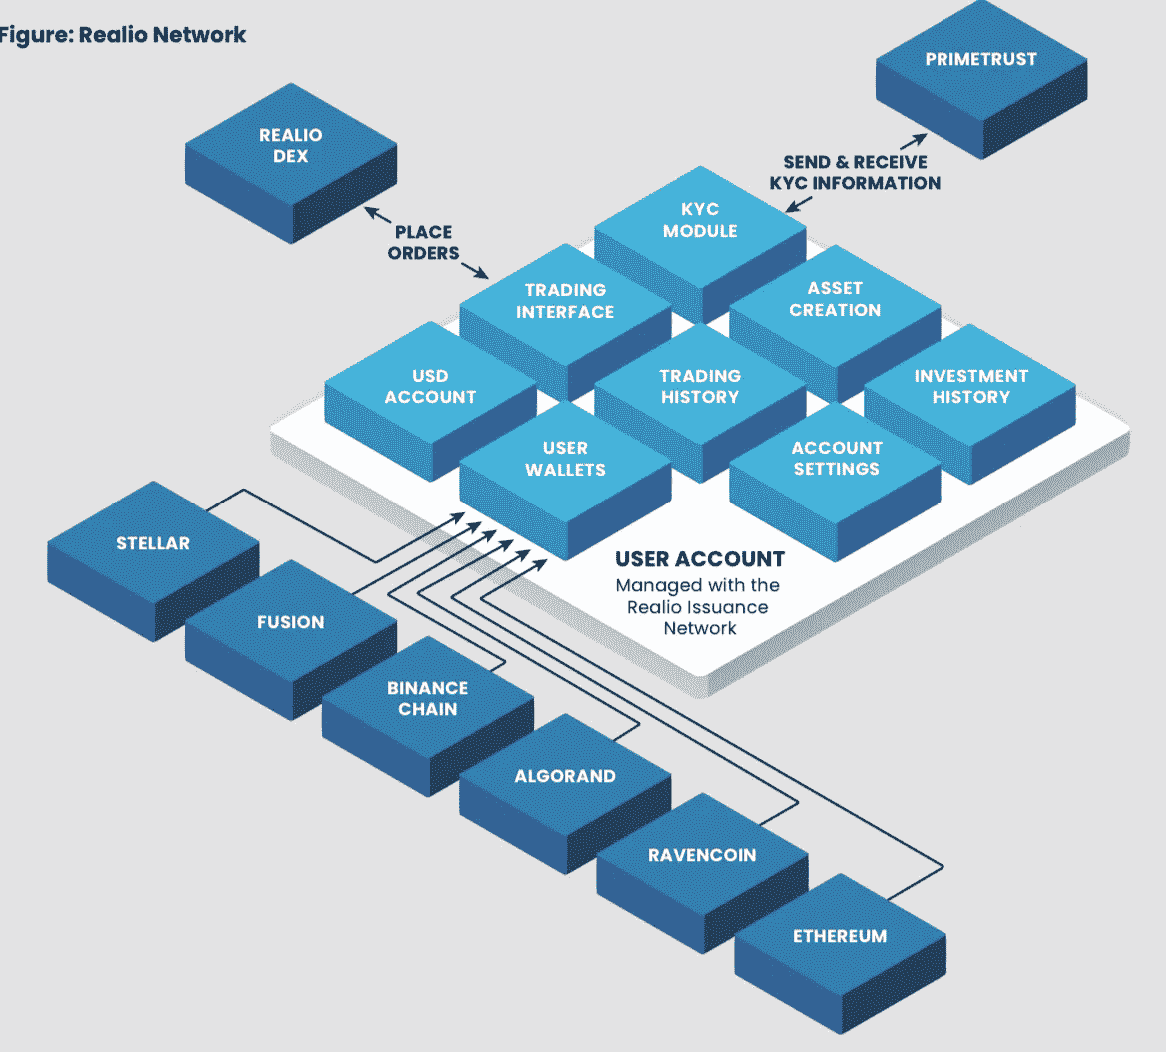 Figure: Realio Network
PRIMETRUST
REALIO
DEX
SEND & RECEIVE
KYC INFORMATION
PLACE
ORDERS
KYC
MODULE
TRADING
INTERFACE
ASSET
CREATION
USD
ACCOUNT
TRADING
HISTORY
INVESTMENT
HISTORY
USER
WALLETS
ACCOUNT
SETTINGS
USER ACCOUNT
Managed with the
Realio Issuance
Network
STELLAR
FUSION
BINANCE
CHAIN
ALGORAND
RAVENCOIN
ETHEREUM